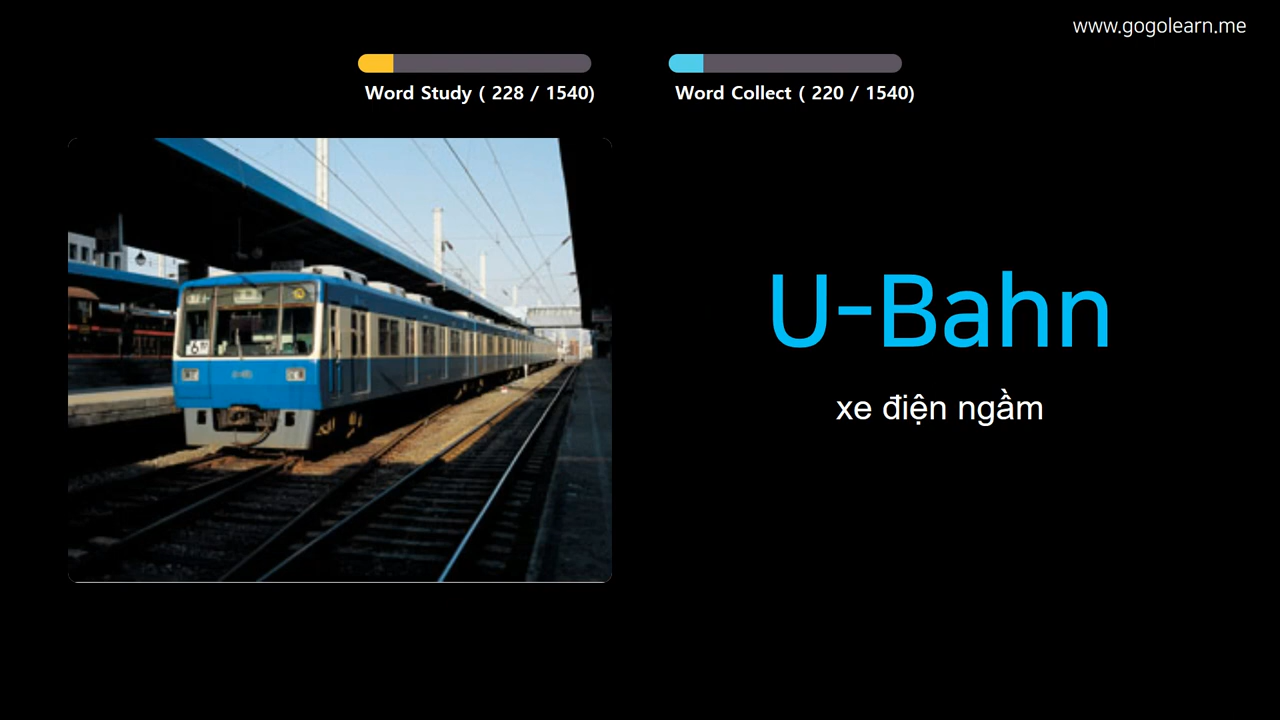 www.gogolearn.me
Word Study ( 228 / 1540)
Word Collect ( 220 / 1540)
U-Bahn
xe điện ngầm